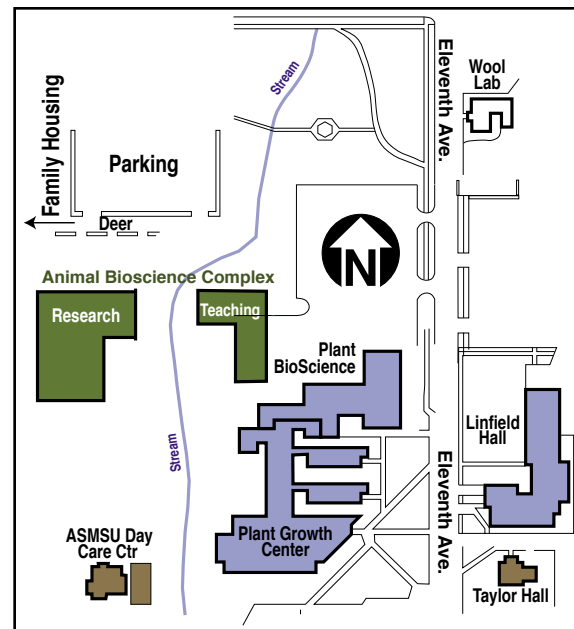 Stream
Eleventh Ave.
Wool
Lab
Family Housing
Parking
Deer
N
Animal Bioscience Complex
Research
Teaching
Plant
BioScience
Linfield
Hall
Stream
Eleventh Ave.
Plant Growth
Center
ASMSU Day
Care Ctr
Taylor Hall